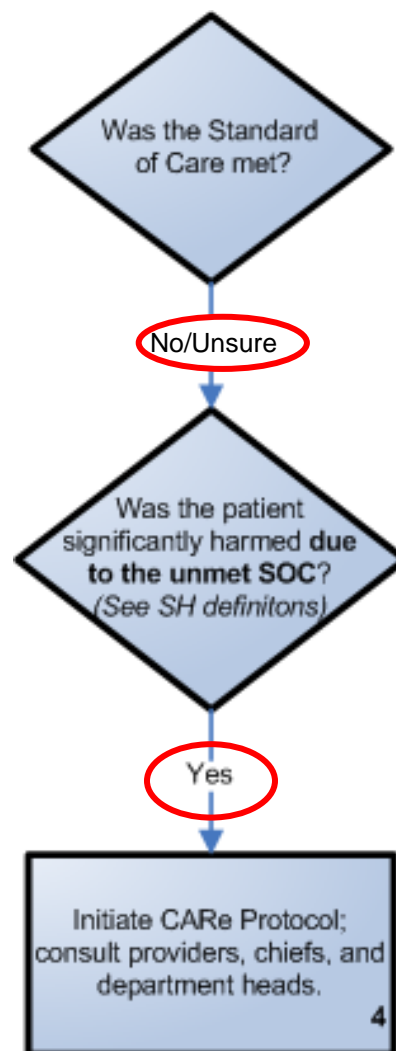 Was the Standard
of Care met?
No/Unsure
Was the patient
significantly harmed due
to the unmet SOC?
(See SH definitons)
Yes
Initiate CARe Protocol;
consult providers, chiefs, and
department heads.
4